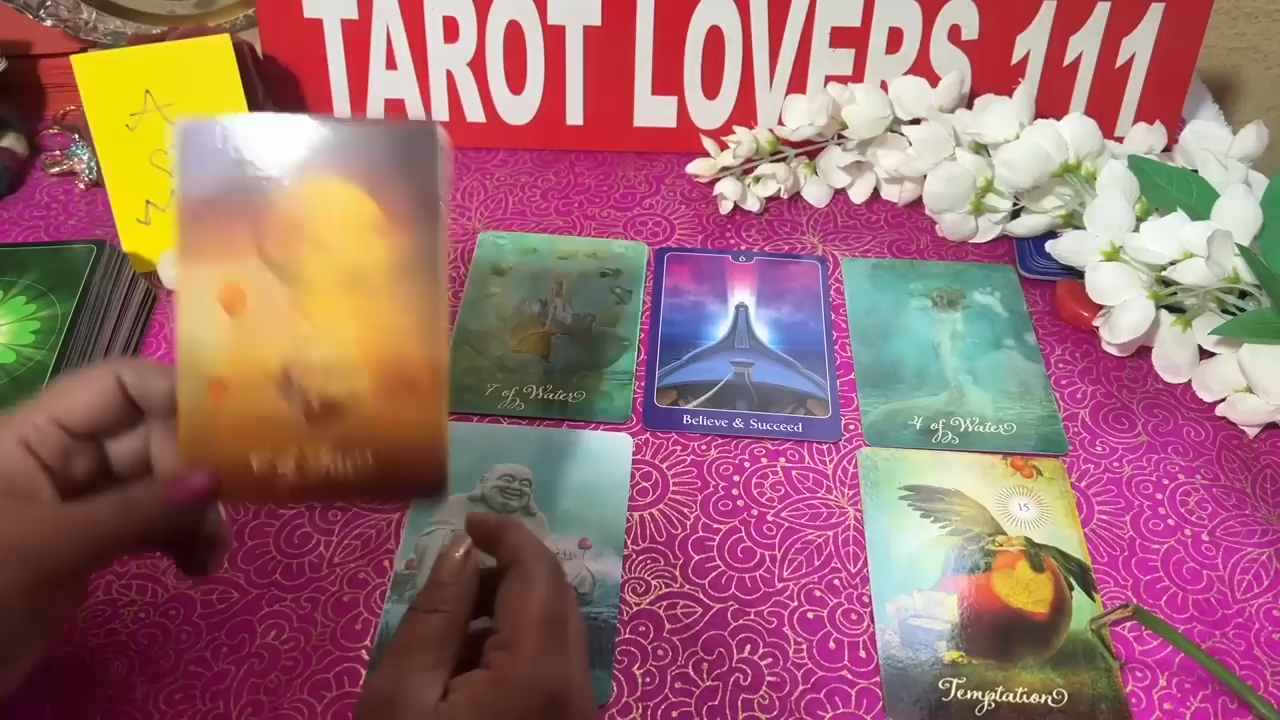 TAROT LOVERS 111
7 of Water
6
Believe & Succeed
4 of Water
15
Temptation